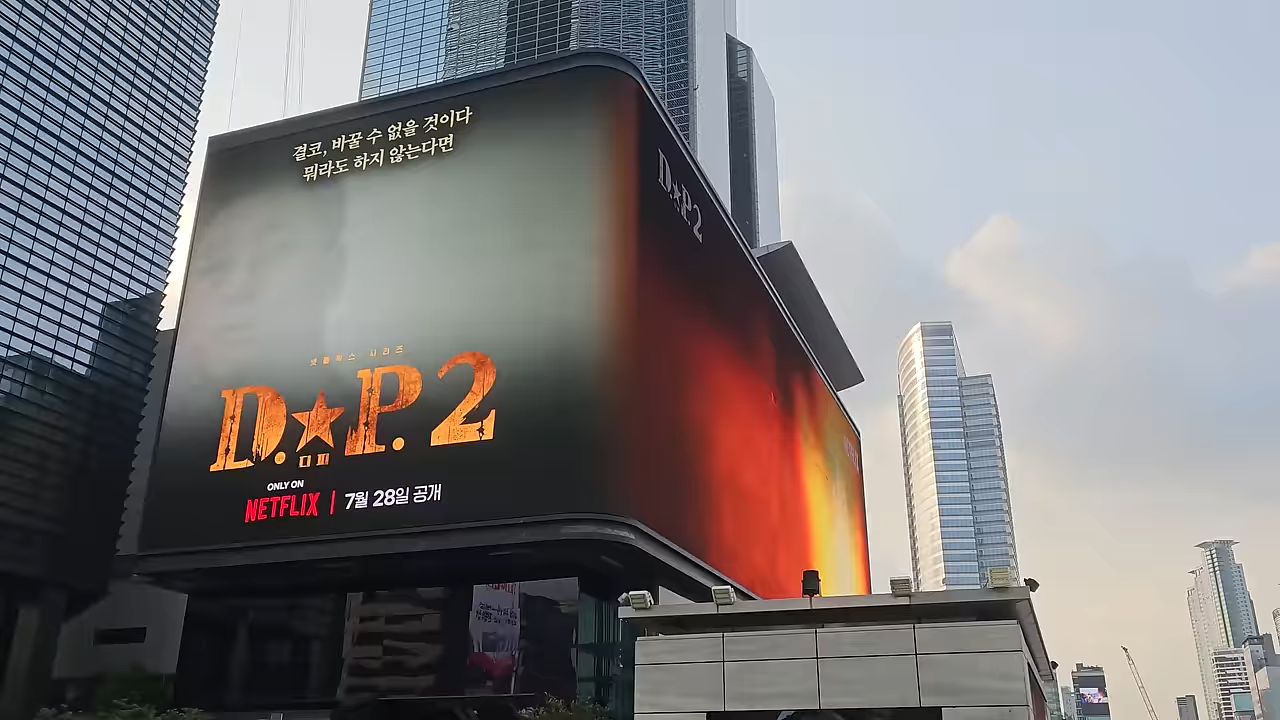 결코, 바꿀 수 없을 것이다
뭐라도 하지 않는다면
넷플릭스 시리즈
D.★P. 2
디피
ONLY ON
NETFLIX | 7월 28일 공개
D.★P. 2